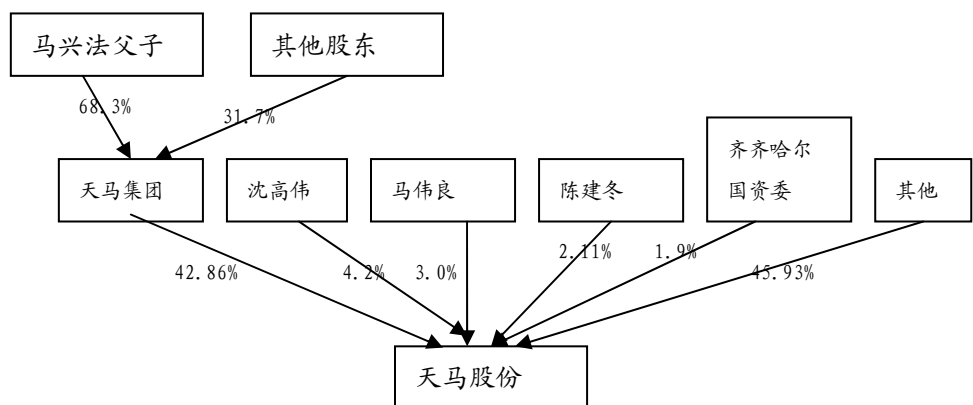 马兴法父子
其他股东
68.3%
31.7%
天马集团
沈高伟
马伟良
陈建冬
齐齐哈尔
国资委
其他
42.86%
4.2%
3.0%
2.11%
1.9%
45.93%
天马股份